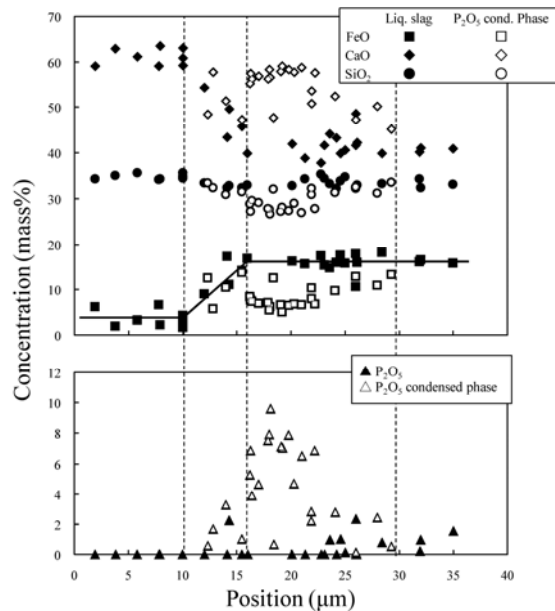 Liq. slag P₂O₅ cond. Phase
FeO
CaO
SiO₂
70
60
50
40
30
20
10
0
Concentration (mass%)
P₂O₅
P₂O₅ condensed phase
12
10
8
6
4
2
0
0 5 10 15 20 25 30 35 40
Position (μm)